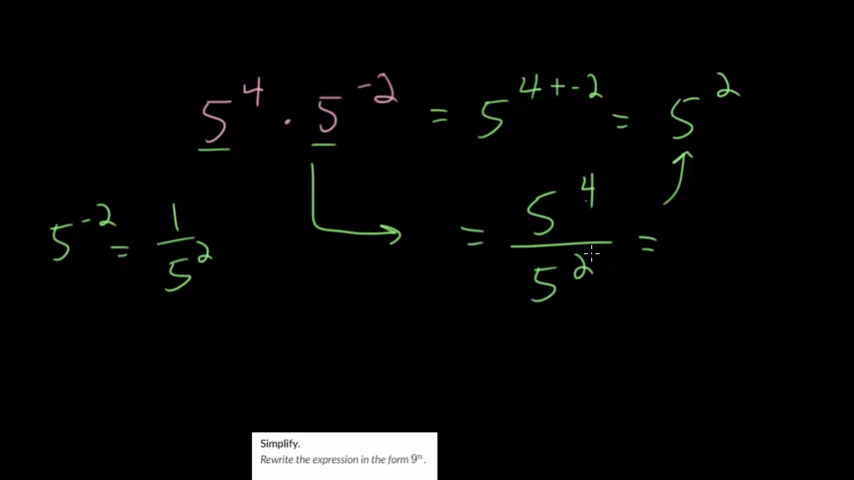 5⁴ · 5⁻² = 5⁴⁺⁻² = 5²
5⁻² = 1/5²
= 5⁴/5² =
Simplify.
Rewrite the expression in the form 9ⁿ.